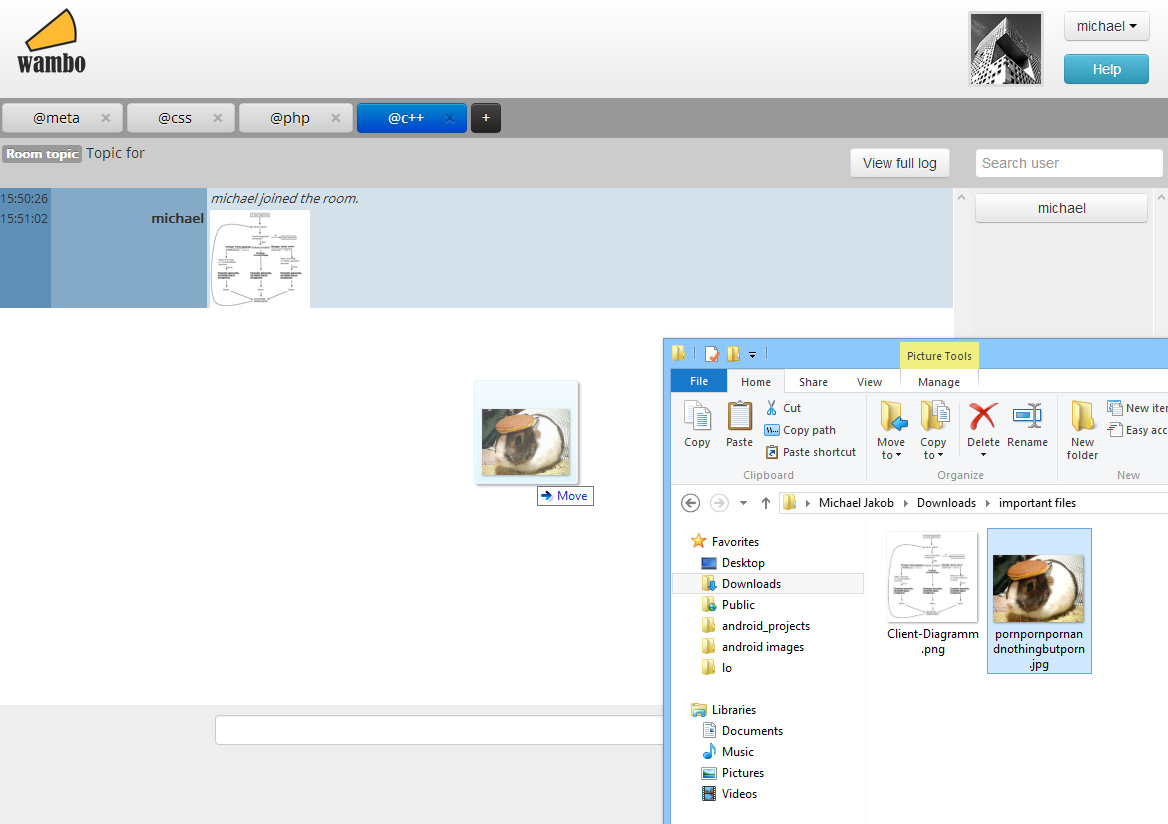 wambo
michael
Help
@meta
@css
@php
@c++
+
Room topic Topic for
View full log
Search user
15:50:26 michael joined the room.
15:51:02 michael
michael
Picture Tools
File Home Share View Manage
Copy
Paste
Cut
Copy path
Paste shortcut
Clipboard
Move
to
Copy
to
Delete
Rename
Organize
New
folder
New iter
Easy acc
New
Move
Michael Jakob Downloads important files
Favorites
Desktop
Downloads
Public
android_projects
android images
lo
Libraries
Documents
Music
Pictures
Videos
Client-Diagramm
.png
pornpornpornan
dnothingbutporn
.jpg